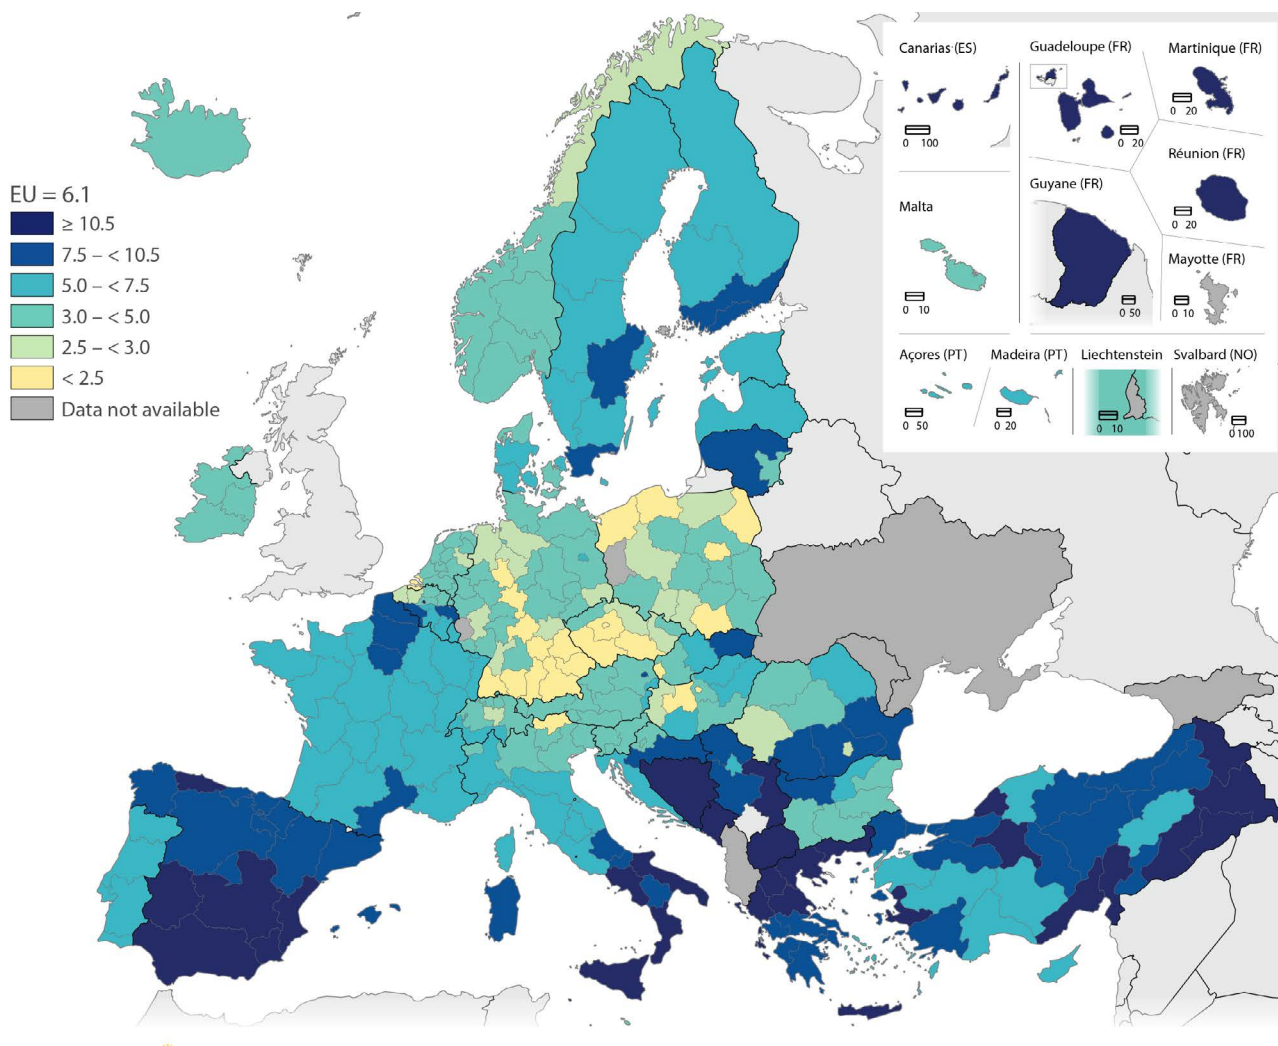 EU = 6.1
≥ 10.5
7.5 – < 10.5
5.0 – < 7.5
3.0 – < 5.0
2.5 – < 3.0
< 2.5
Data not available
Canarias (ES)
0 100
Guadeloupe (FR)
0 20
0 20
Martinique (FR)
0 20
Malta
0 10
Guyane (FR)
0 50
Réunion (FR)
0 20
Mayotte (FR)
0 10
Açores (PT)
0 50
Madeira (PT)
0 20
Liechtenstein
0 10
Svalbard (NO)
0 100